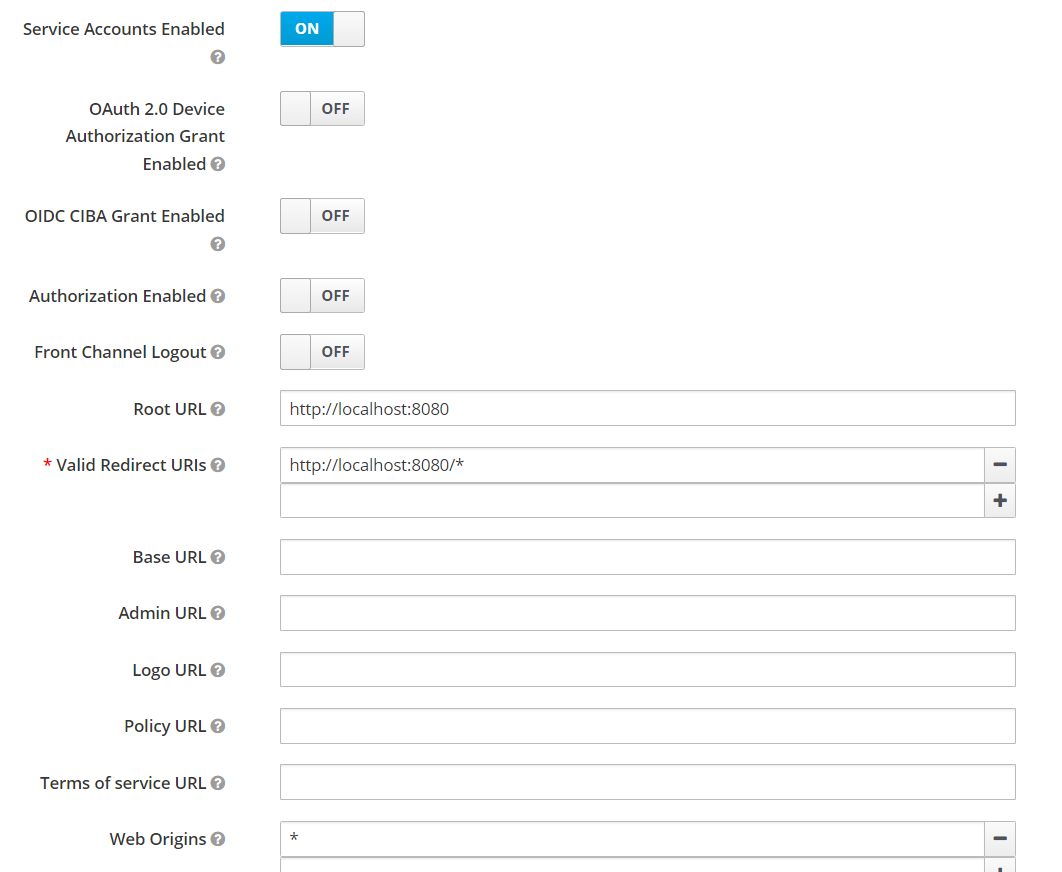 Service Accounts Enabled
ON
OAuth 2.0 Device
Authorization Grant
Enabled
OFF
OIDC CIBA Grant Enabled
OFF
Authorization Enabled
OFF
Front Channel Logout
OFF
Root URL
http://localhost:8080
* Valid Redirect URIs
http://localhost:8080/*
Base URL
Admin URL
Logo URL
Policy URL
Terms of service URL
Web Origins
*